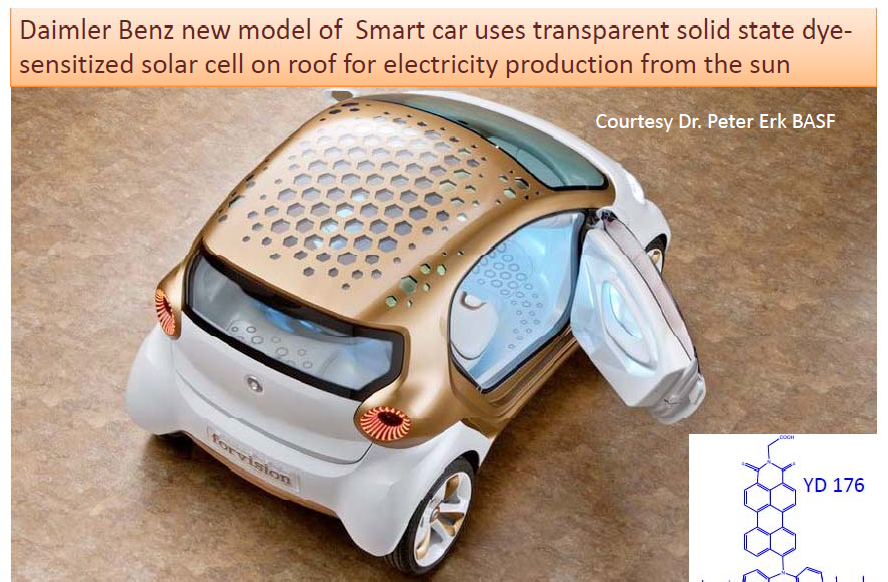 Daimler Benz new model of  Smart car uses transparent solid state dye-
sensitized solar cell on roof for electricity production from the sun
Courtesy Dr. Peter Erk BASF
forvision
COOH
N
YD 176
N